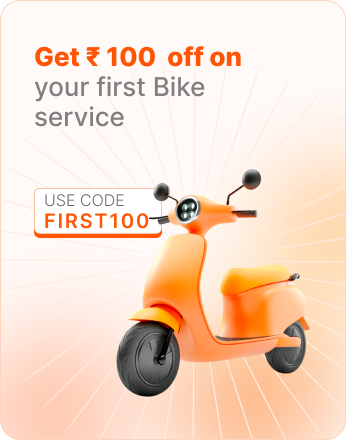 Get ₹ 100 off on
your first Bike
service
USE CODE
FIRST100